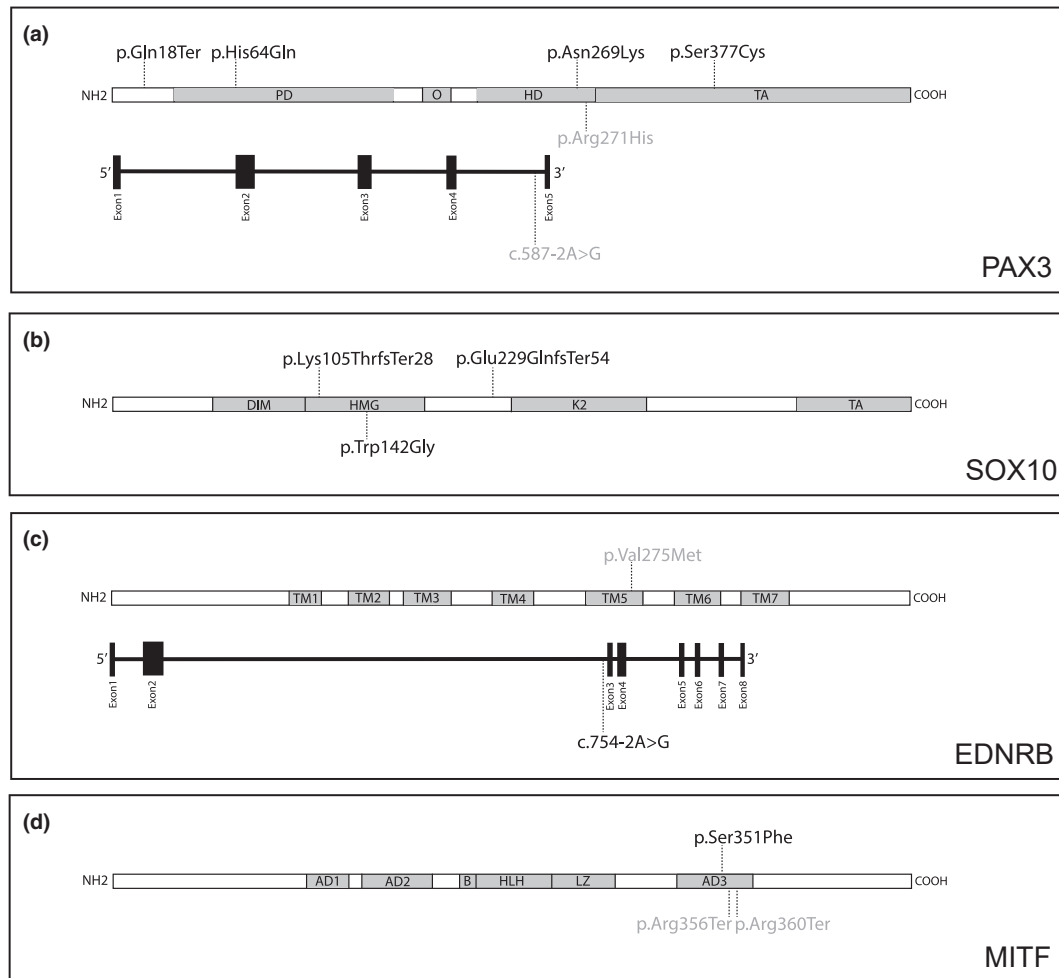 (a)
p.Gln18Ter p.His64Gln p.Asn269Lys p.Ser377Cys
NH2 PD O HD TA COOH
p.Arg271His
5′ 3′
Exon1 Exon2 Exon3 Exon4 Exon5
c.587-2A>G
PAX3
(b)
p.Lys105ThrfsTer28 p.Glu229GlnfsTer54
NH2 DIM HMG K2 TA COOH
p.Trp142Gly
SOX10
(c)
p.Val275Met
NH2 TM1 TM2 TM3 TM4 TM5 TM6 TM7 COOH
5′ 3′
Exon1 Exon2 Exon3 Exon4 Exon5 Exon6 Exon7 Exon8
c.754-2A>G
EDNRB
(d)
p.Ser351Phe
NH2 AD1 AD2 B HLH LZ AD3 COOH
p.Arg356Ter p.Arg360Ter
MITF